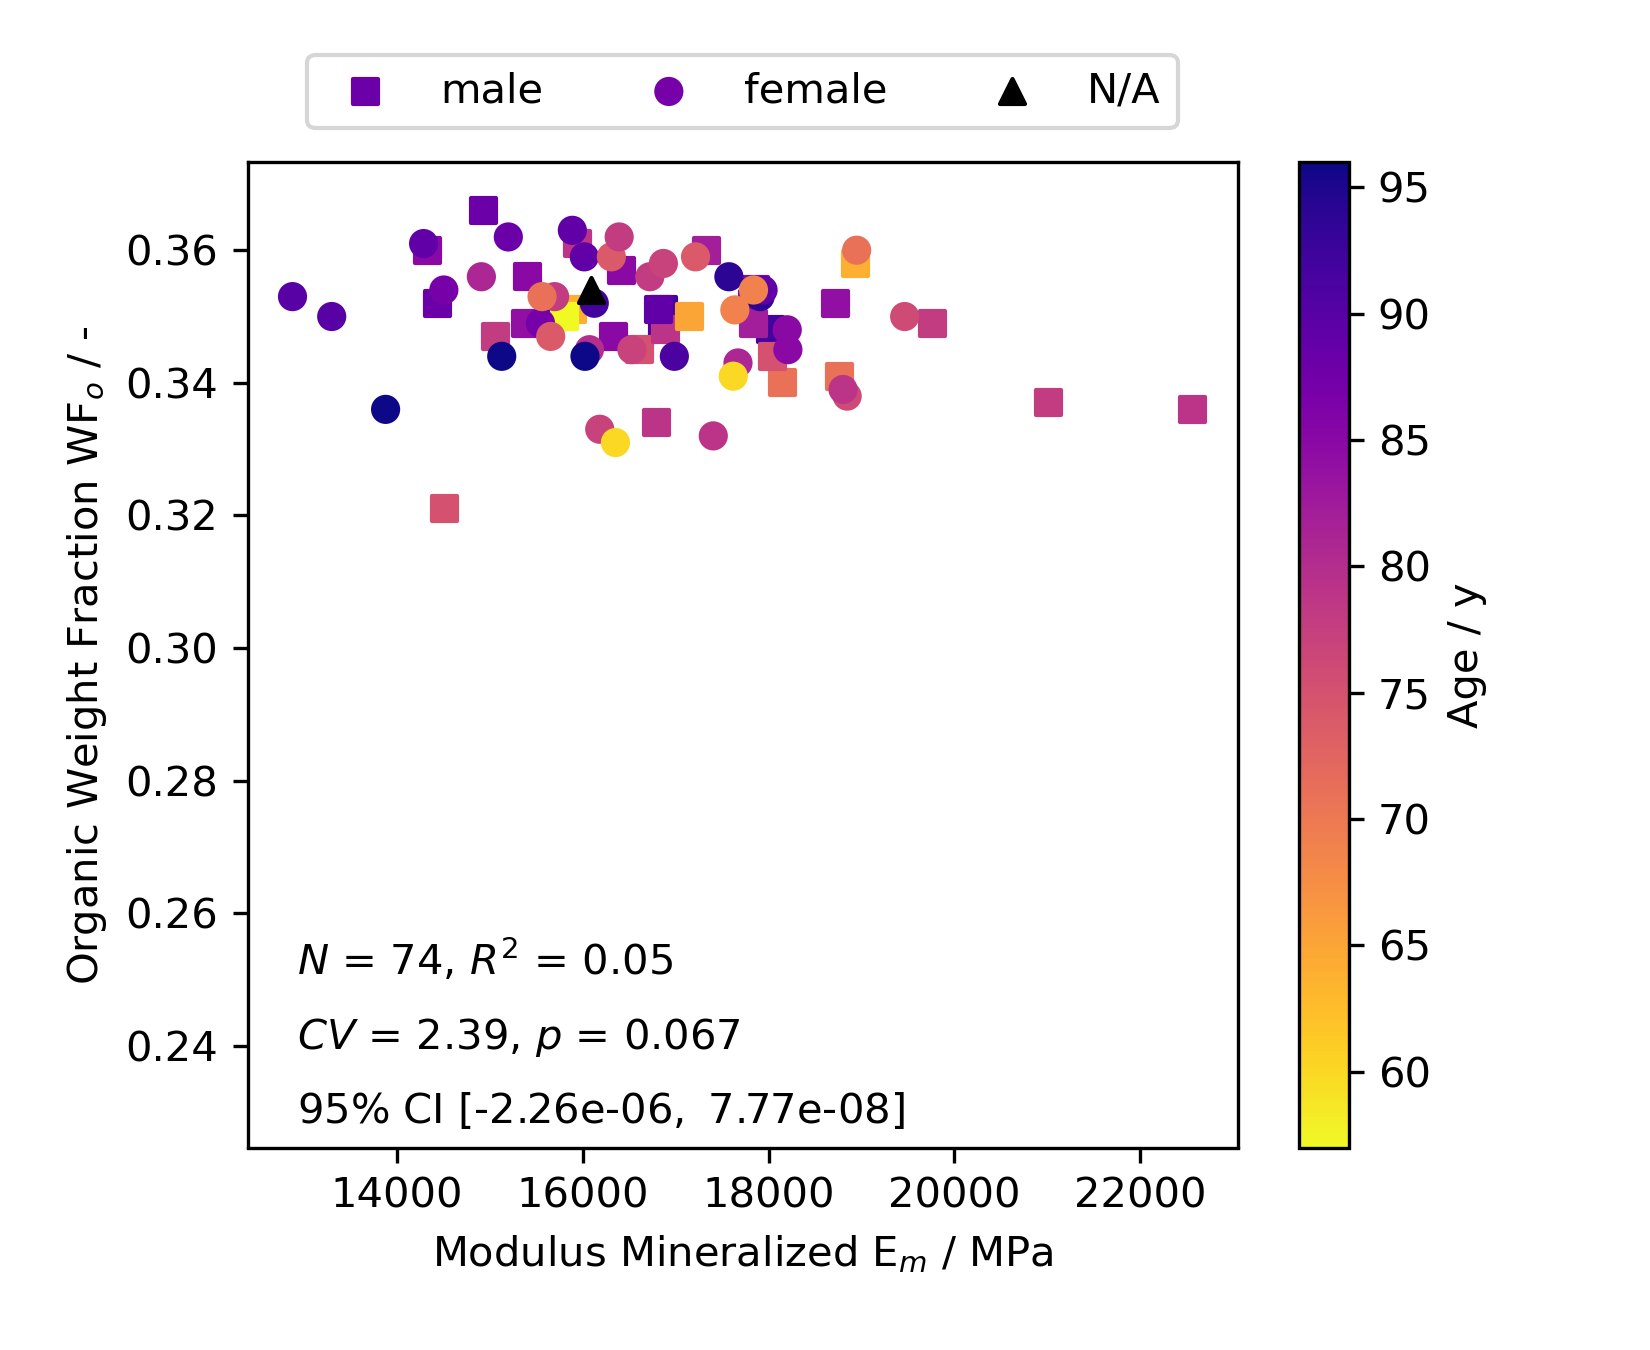 male female N/A
0.36
0.34
0.32
0.30
0.28
0.26
0.24
Organic Weight Fraction WFo / -
N = 74, R² = 0.05
CV = 2.39, p = 0.067
95% CI [-2.26e-06, 7.77e-08]
14000 16000 18000 20000 22000
Modulus Mineralized Em / MPa
95
90
85
80
75
70
65
60
Age / y